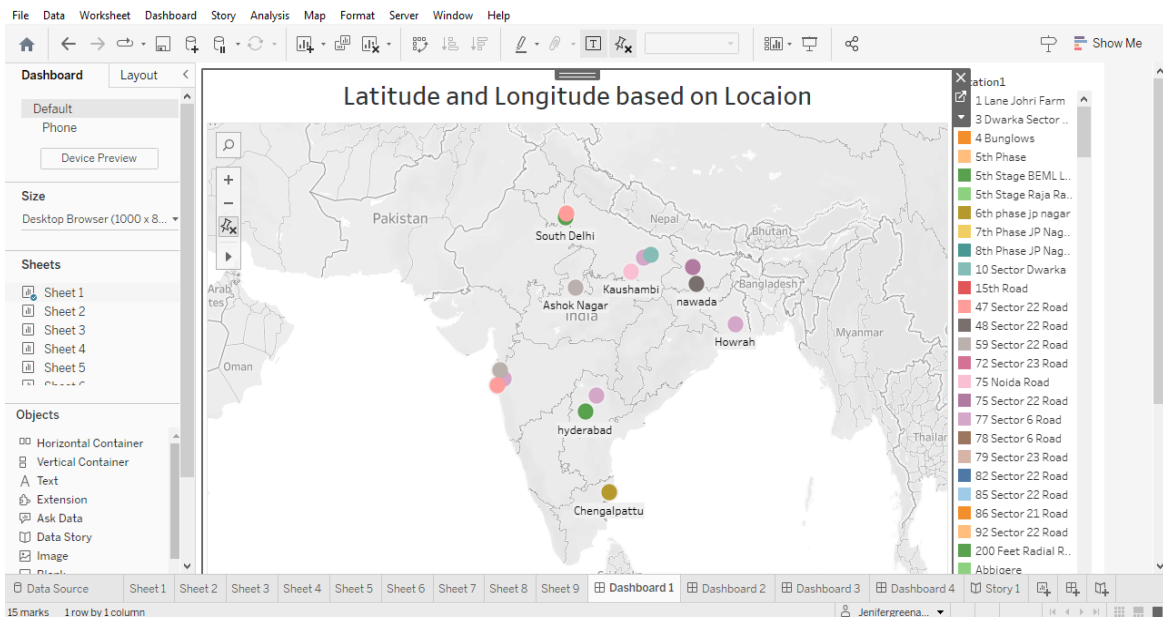 File Data Worksheet Dashboard Story Analysis Map Format Server Window Help
Show Me
Dashboard Layout
Default
Phone
Device Preview
Size
Desktop Browser (1000 x 8...
Sheets
Sheet 1
Sheet 2
Sheet 3
Sheet 4
Sheet 5
Objects
Horizontal Container
Vertical Container
Text
Extension
Ask Data
Data Story
Image
Latitude and Longitude based on Locaion
Pakistan
Nepal
Bhutan
South Delhi
Kaushambi
Bangladesh
Ashok Nagar
nawada
India
Howrah
Myanmar
Arab
tes
Oman
hyderabad
Thailar
Chengalpattu
cation1
1 Lane Johri Farm
3 Dwarka Sector ..
4 Bunglows
5th Phase
5th Stage BEML L..
5th Stage Raja Ra..
6th phase jp nagar
7th Phase JP Nag..
8th Phase JP Nag..
10 Sector Dwarka
15th Road
47 Sector 22 Road
48 Sector 22 Road
59 Sector 22 Road
72 Sector 23 Road
75 Noida Road
75 Sector 22 Road
77 Sector 6 Road
78 Sector 6 Road
79 Sector 23 Road
82 Sector 22 Road
85 Sector 22 Road
86 Sector 21 Road
92 Sector 22 Road
200 Feet Radial R..
Abbigere
Data Source Sheet 1 Sheet 2 Sheet 3 Sheet 4 Sheet 5 Sheet 6 Sheet 7 Sheet 8 Sheet 9 Dashboard 1 Dashboard 2 Dashboard 3 Dashboard 4 Story 1
15 marks 1 row by 1 column Jenifergreena...